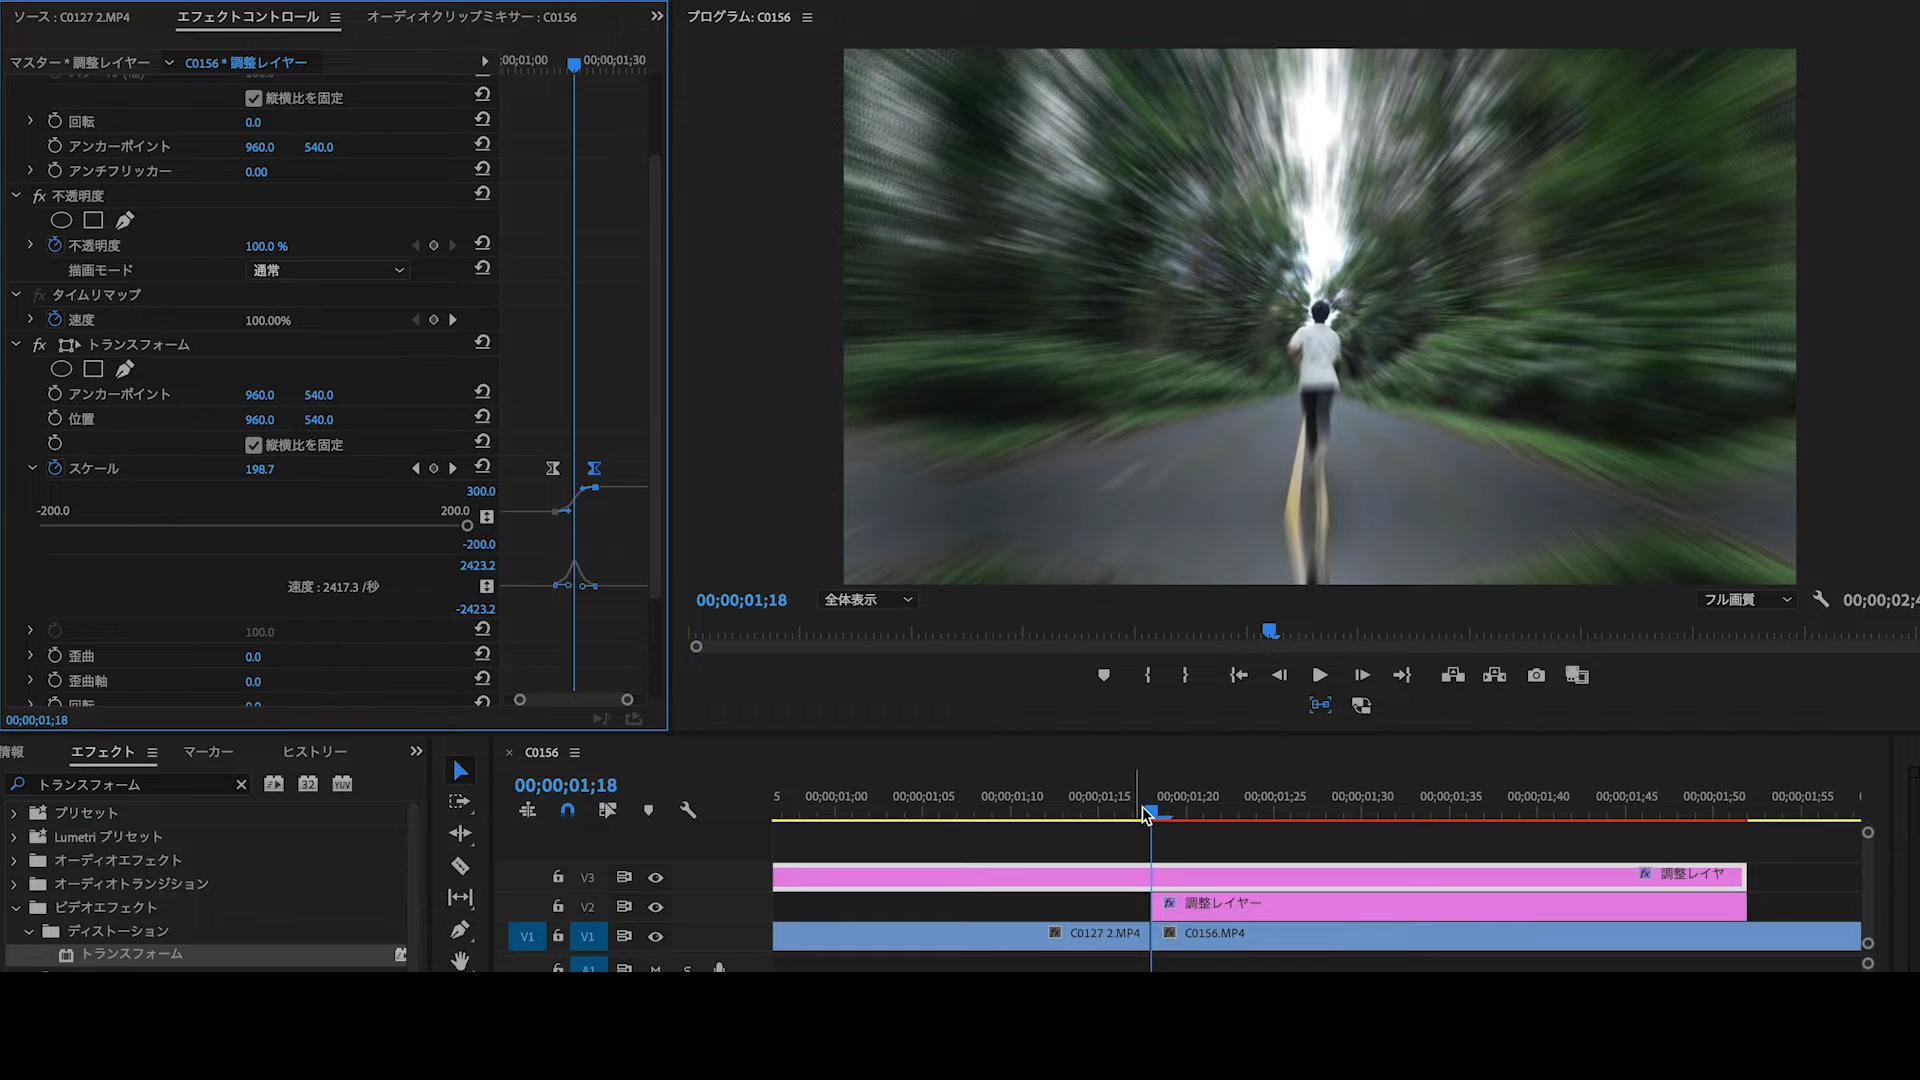 ソース : C0127 2.MP4
エフェクトコントロール
オーディオクリップミキサー : C0156
マスター * 調整レイヤー
C0156 * 調整レイヤー
;00;01;00
00;00;01;30
縦横比を固定
回転
0.0
アンカーポイント
960.0
540.0
アンチフリッカー
0.00
fx 不透明度
不透明度
100.0 %
描画モード
通常
fx タイムリマップ
速度
100.00%
fx トランスフォーム
アンカーポイント
960.0
540.0
位置
960.0
540.0
縦横比を固定
スケール
198.7
300.0
-200.0
200.0
-200.0
2423.2
速度 : 2417.3 /秒
-2423.2
100.0
歪曲
0.0
歪曲軸
0.0
00;00;01;18
プログラム: C0156
00;00;01;18
全体表示
フル画質
00;00;02;4
情報
エフェクト
マーカー
ヒストリー
トランスフォーム
32
YUV
プリセット
Lumetri プリセット
オーディオエフェクト
オーディオトランジション
ビデオエフェクト
ディストーション
トランスフォーム
× C0156
00;00;01;18
5
00;00;01;00
00;00;01;05
00;00;01;10
00;00;01;15
00;00;01;20
00;00;01;25
00;00;01;30
00;00;01;35
00;00;01;40
00;00;01;45
00;00;01;50
00;00;01;55
V3
fx 調整レイヤ
V2
fx 調整レイヤー
V1
V1
fx C0127 2.MP4
fx C0156.MP4
A1
M
S